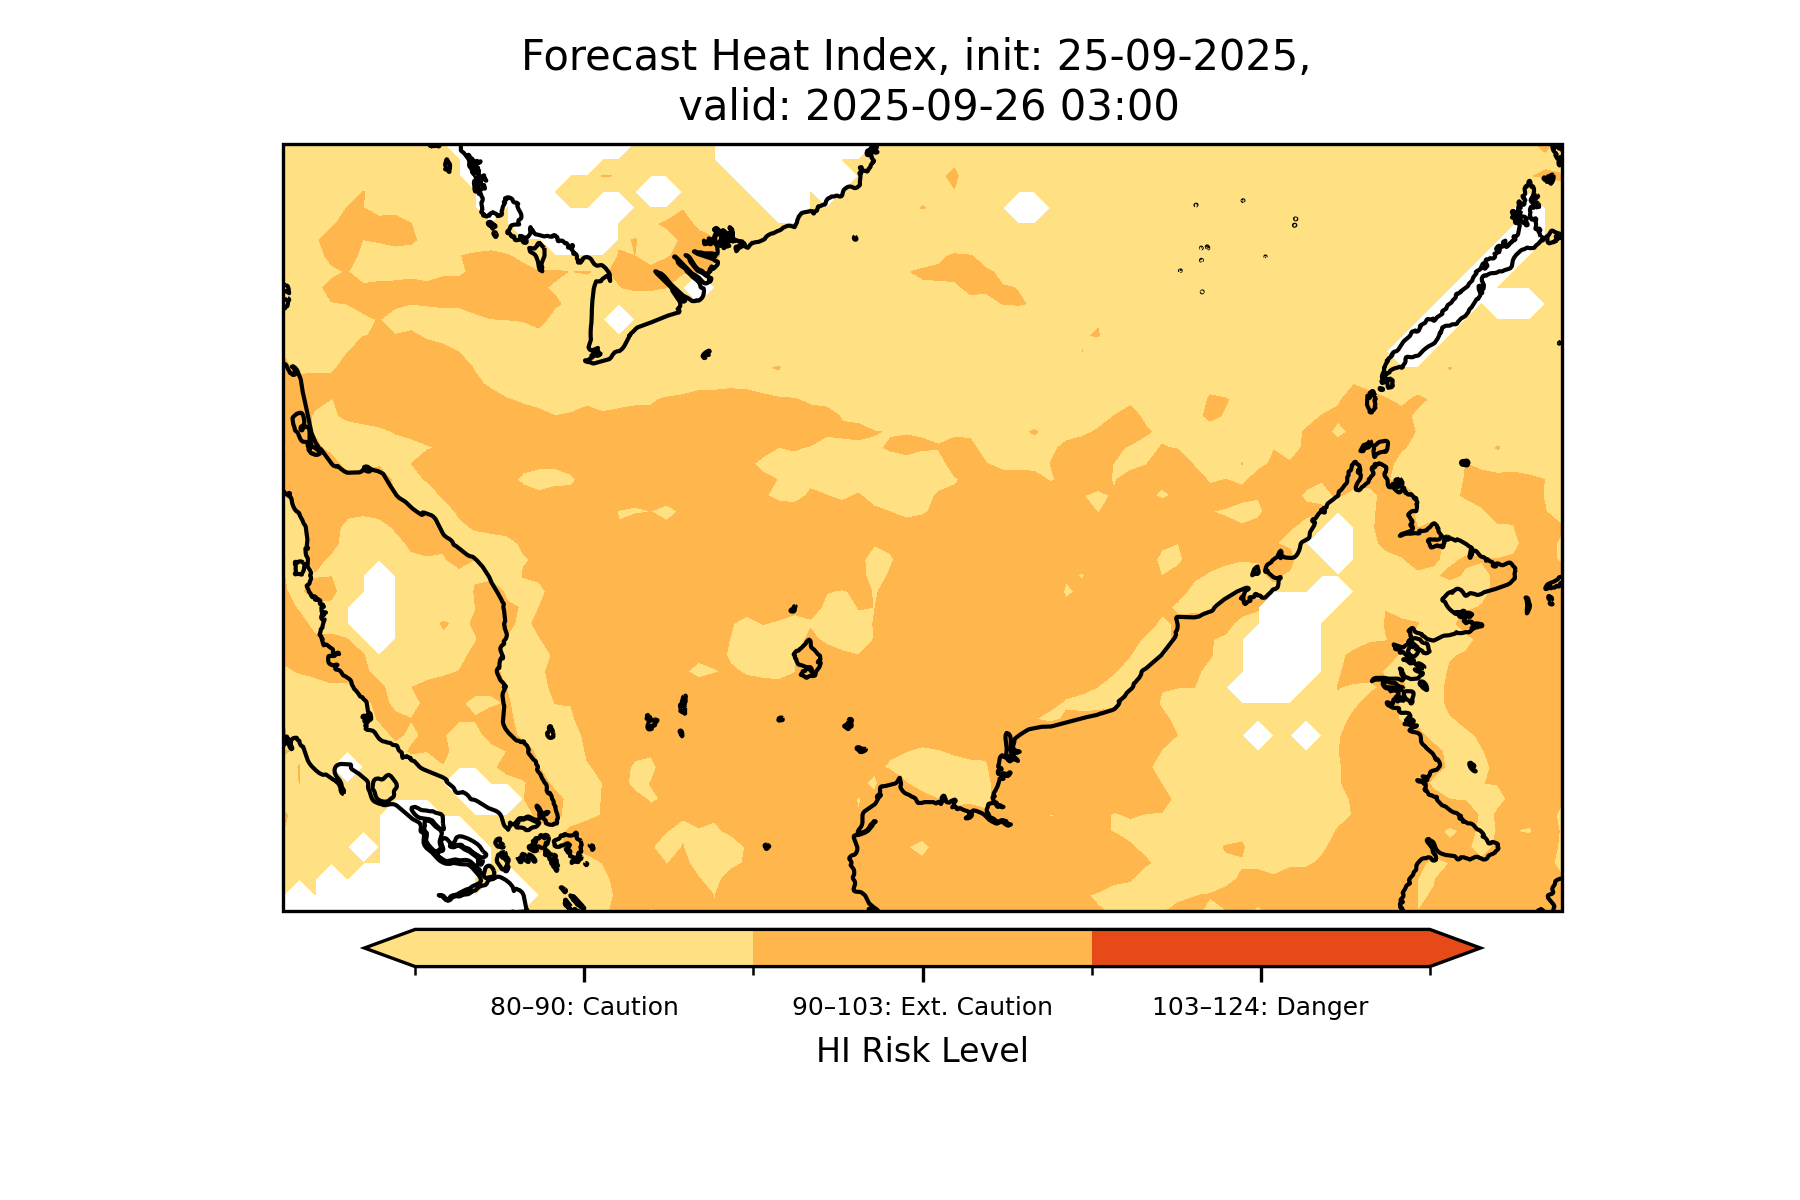 Forecast Heat Index, init: 25-09-2025,
valid: 2025-09-26 03:00
80–90: Caution
90–103: Ext. Caution
103–124: Danger
HI Risk Level